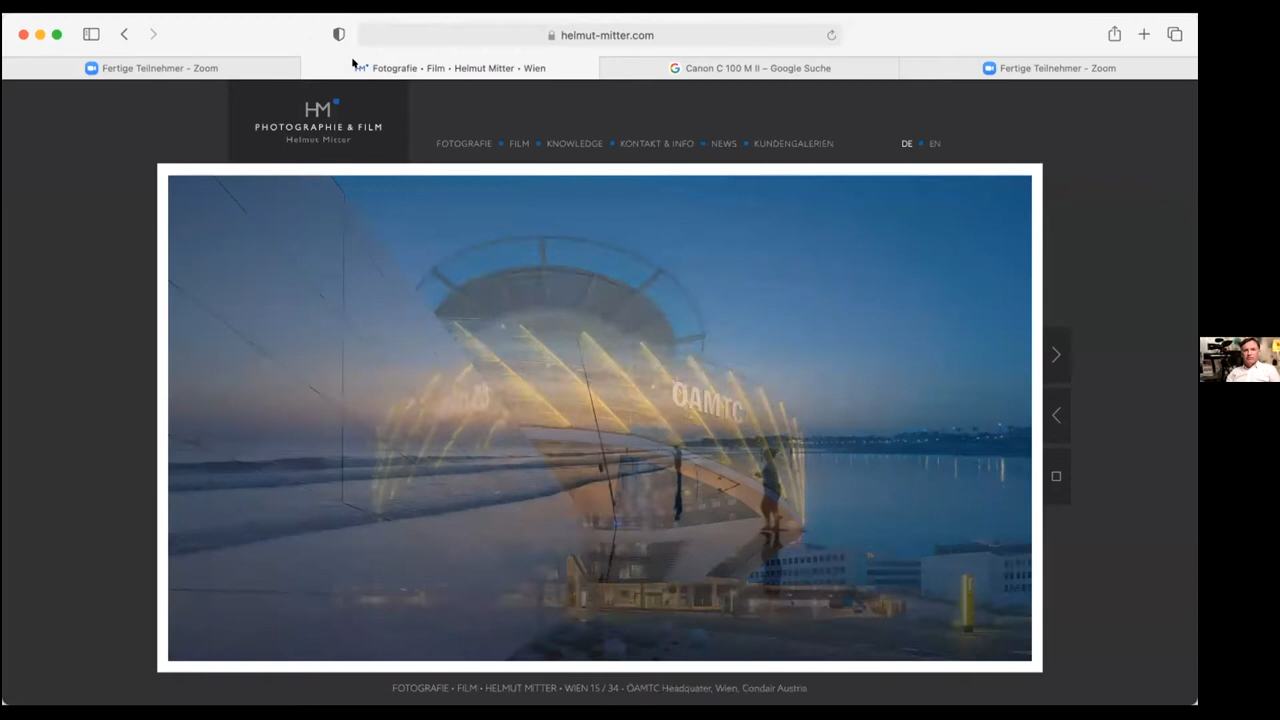 helmut-mitter.com
Fertige Teilnehmer - Zoom
HM Fotografie • Film • Helmut Mitter • Wien
Canon C 100 M II – Google Suche
Fertige Teilnehmer - Zoom
HM
PHOTOGRAPHIE & FILM
Helmut Mitter
FOTOGRAFIE ▪ FILM ▪ KNOWLEDGE ▪ KONTAKT & INFO ▪ NEWS ▪ KUNDENGALERIEN DE ▪ EN
ÖAMTC
FOTOGRAFIE • FILM • HELMUT MITTER • WIEN 15 / 34 - ÖAMTC Headquater, Wien, Condair Austria